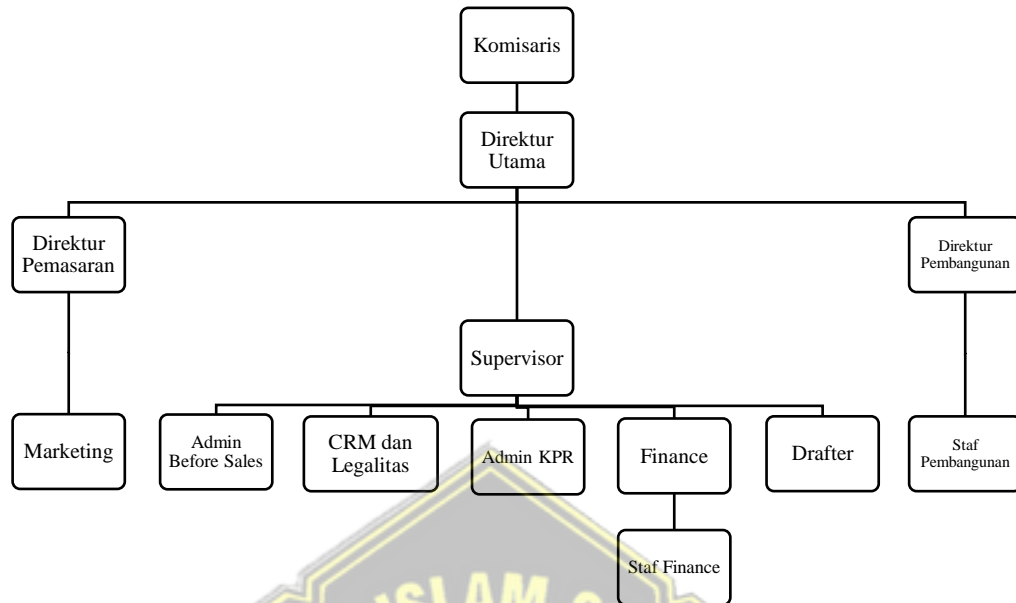 Komisaris
Direktur
Utama
Direktur
Pemasaran
Direktur
Pembangunan
Supervisor
Marketing
Admin
Before Sales
CRM dan
Legalitas
Admin KPR
Finance
Drafter
Staf
Pembangunan
Staf Finance
ISLAM